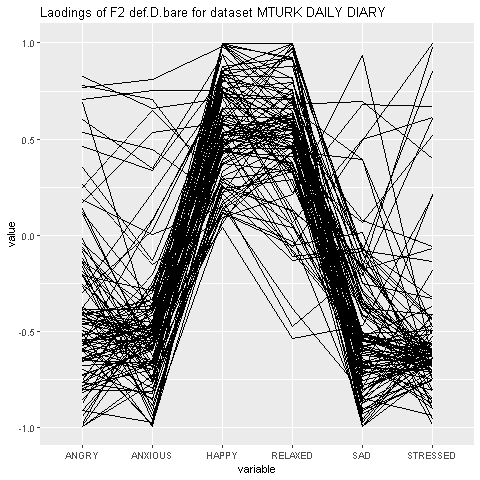 Laodings of F2 def.D.bare for dataset MTURK DAILY DIARY
1.0
0.5
0.0
-0.5
-1.0
value
ANGRY ANXIOUS HAPPY RELAXED SAD STRESSED
variable